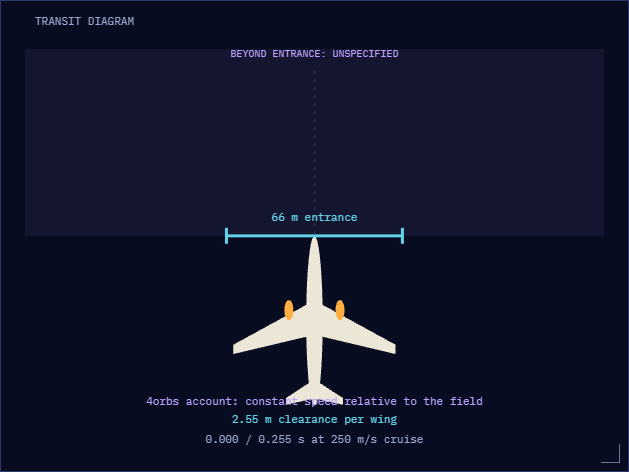 TRANSIT DIAGRAM
BEYOND ENTRANCE: UNSPECIFIED
66 m entrance
4orbs account: constant speed relative to the field
2.55 m clearance per wing
0.000 / 0.255 s at 250 m/s cruise